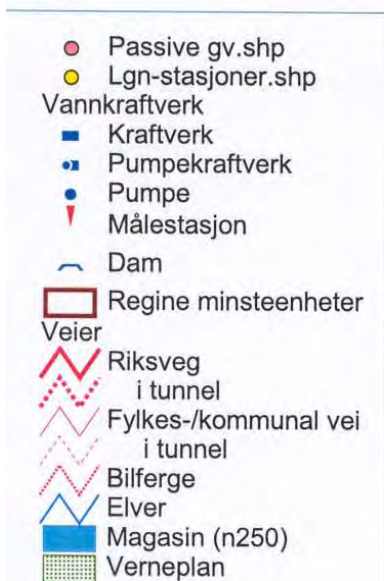 Passive gv.shp
Lgn-stasjoner.shp
Vannkraftverk
Kraftverk
Pumpekraftverk
Pumpe
Målestasjon
Dam
Regine minsteenheter
Veier
Riksveg
i tunnel
Fylkes-/kommunal vei
i tunnel
Bilferge
Elver
Magasin (n250)
Verneplan